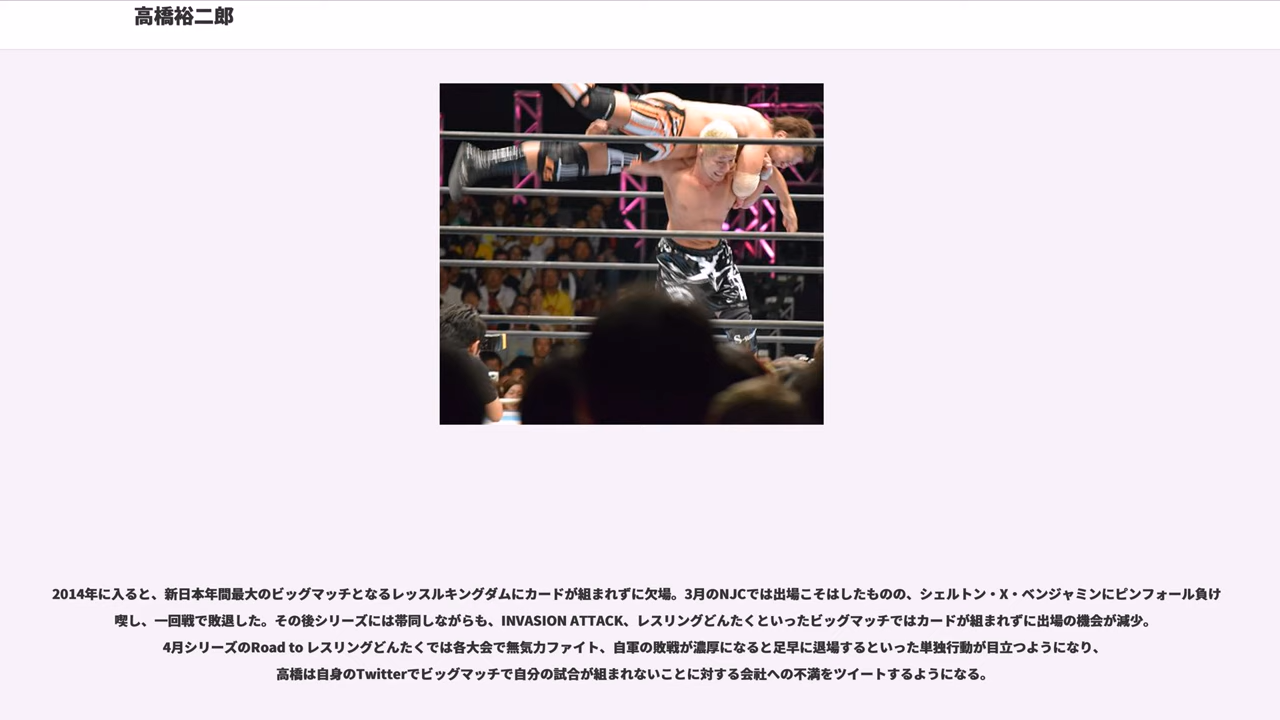 高橋裕二郎
2014年に入ると、新日本年間最大のビッグマッチとなるレッスルキングダムにカードが組まれずに欠場。3月のNJCでは出場こそはしたものの、シェルトン・X・ベンジャミンにピンフォール負け
喫し、一回戦で敗退した。その後シリーズには帯同しながらも、INVASION ATTACK、レスリングどんたくといったビッグマッチではカードが組まれずに出場の機会が減少。
4月シリーズのRoad to レスリングどんたくでは各大会で無気力ファイト、自軍の敗戦が濃厚になると足早に退場するといった単独行動が目立つようになり、
高橋は自身のTwitterでビッグマッチで自分の試合が組まれないことに対する会社への不満をツイートするようになる。